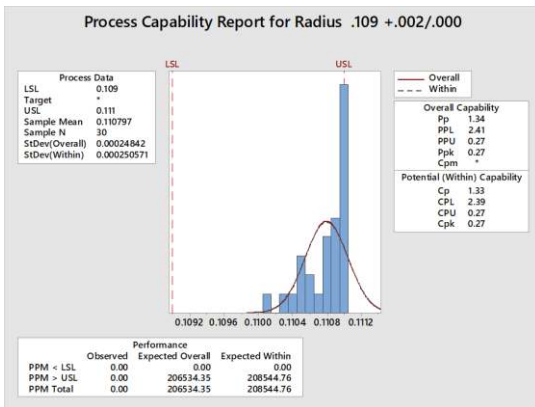 Process Capability Report for Radius .109 +.002/.000
LSL
USL
Process Data
LSL 0.109
Target *
USL 0.111
Sample Mean 0.110797
Sample N 30
StDev(Overall) 0.00024842
StDev(Within) 0.000250571
Overall
Within
Overall Capability
Pp 1.34
PPL 2.41
PPU 0.27
Ppk 0.27
Cpm *
Potential (Within) Capability
Cp 1.33
CPL 2.39
CPU 0.27
Cpk 0.27
0.1092 0.1096 0.1100 0.1104 0.1108 0.1112
Performance
Observed Expected Overall Expected Within
PPM < LSL 0.00 0.00 0.00
PPM > USL 0.00 206534.35 208544.76
PPM Total 0.00 206534.35 208544.76